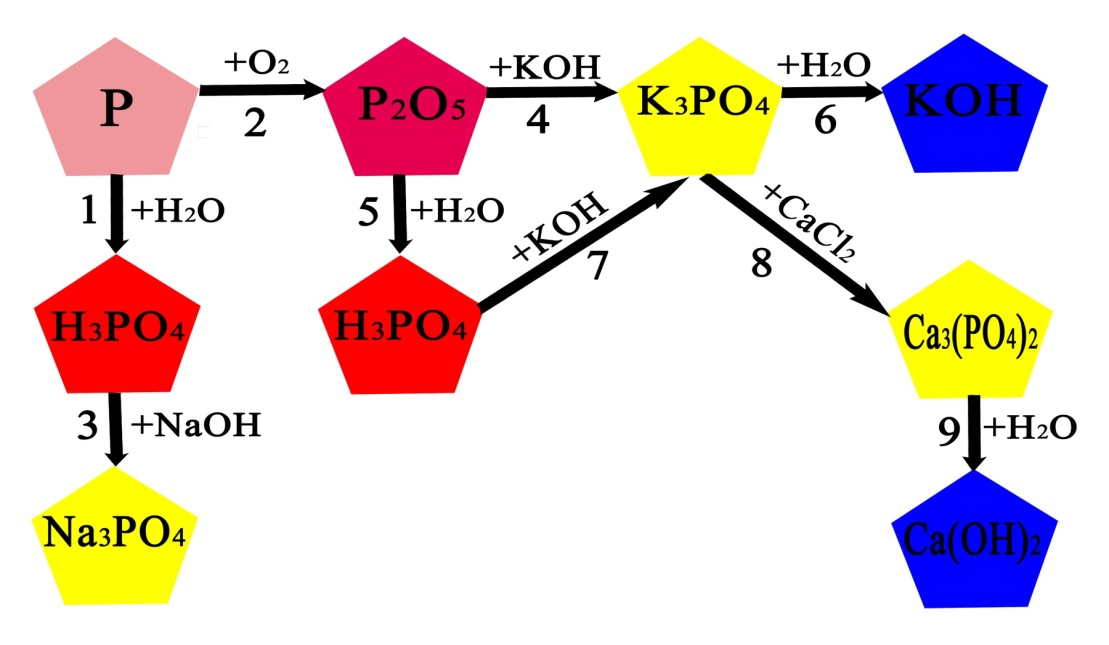 P
+O₂
2
P₂O₅
+KOH
4
K₃PO₄
+H₂O
6
KOH
1
+H₂O
5
+H₂O
+KOH
7
+CaCl₂
8
H₃PO₄
H₃PO₄
Ca₃(PO₄)₂
3
+NaOH
9
+H₂O
Na₃PO₄
Ca(OH)₂